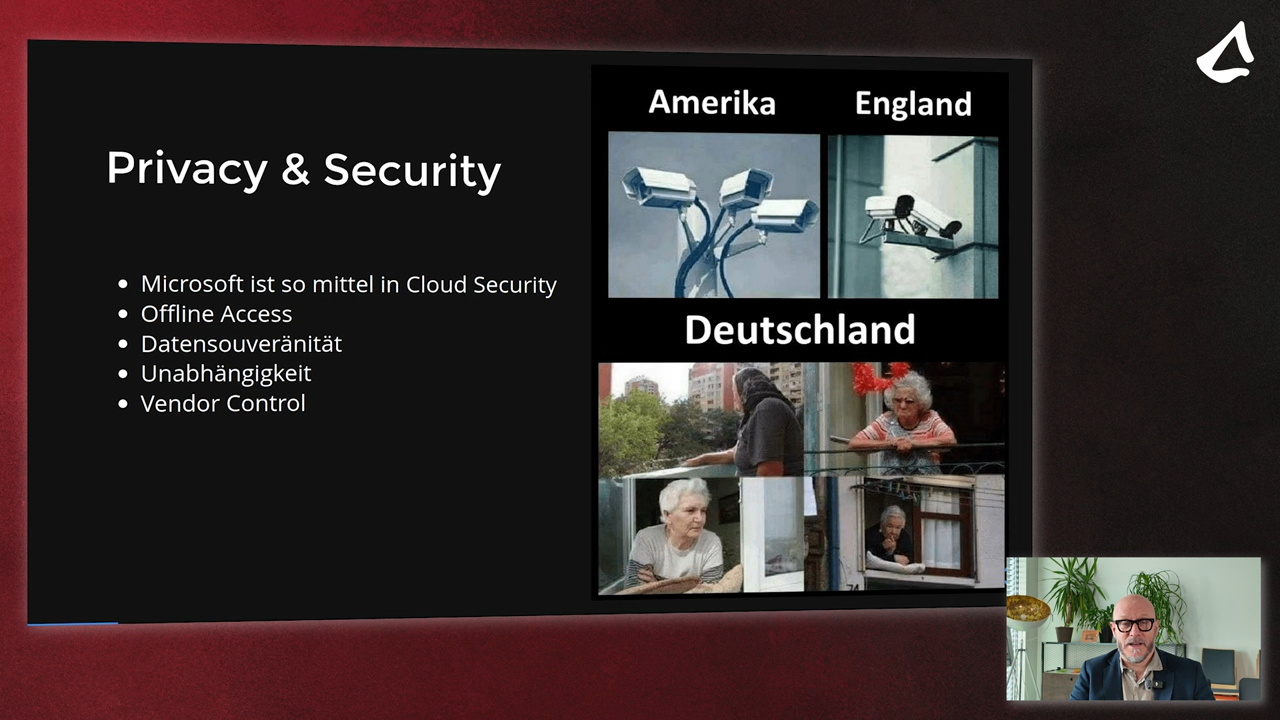 Privacy & Security
Microsoft ist so mittel in Cloud Security
Offline Access
Datensouveränität
Unabhängigkeit
Vendor Control
Amerika
England
Deutschland